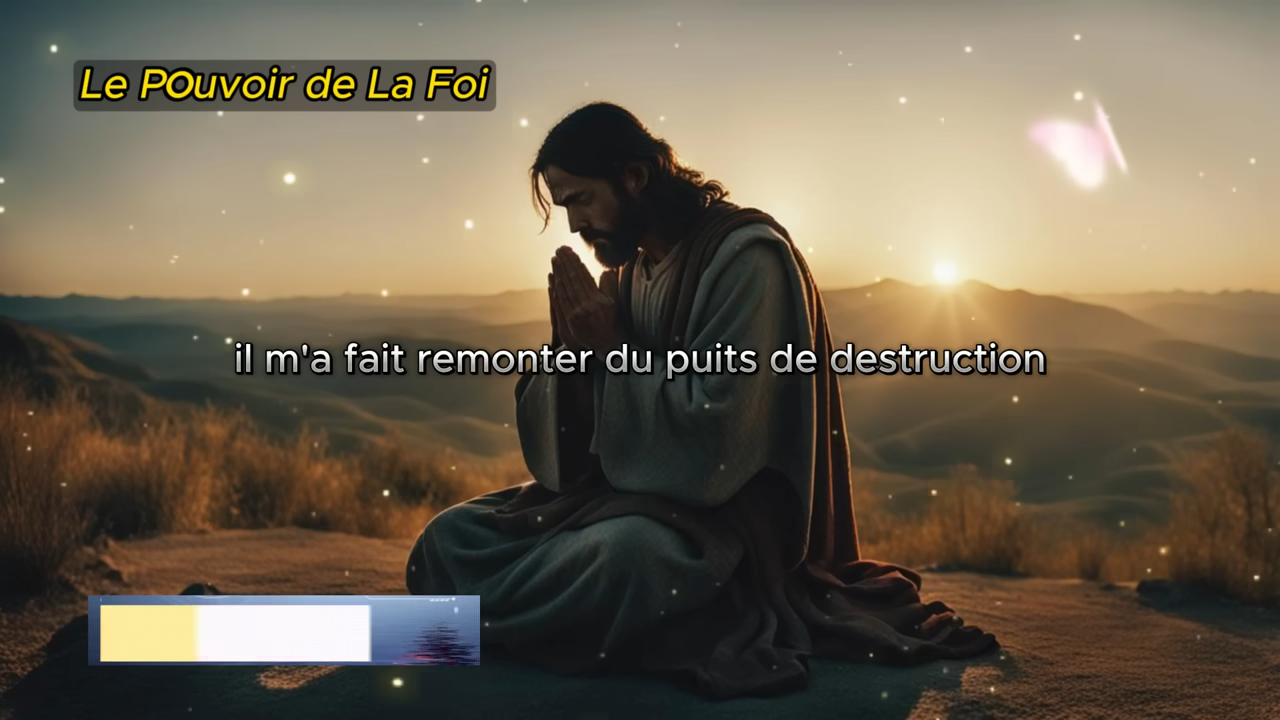 Le POuvoir de La Foi
il m'a fait remonter du puits de destruction